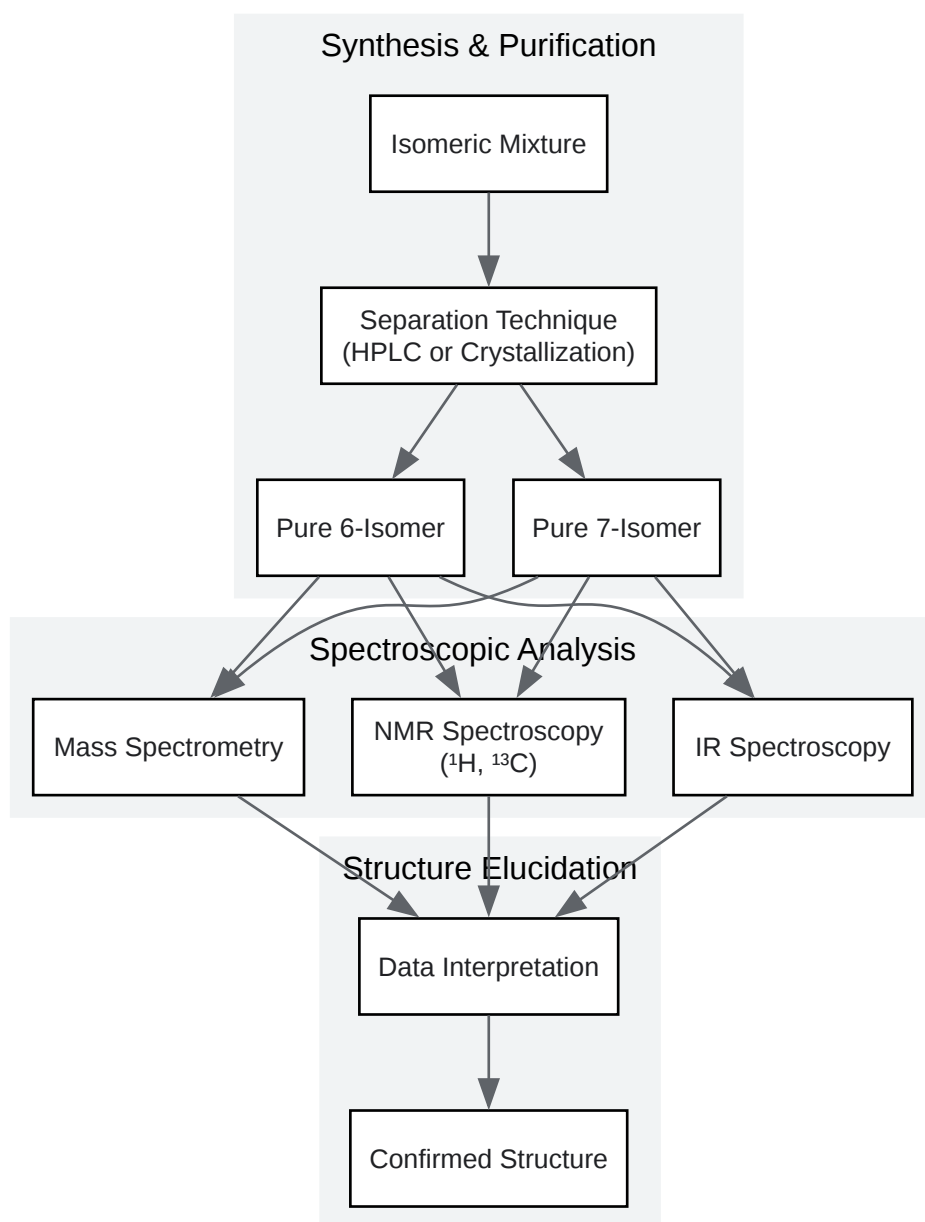 Synthesis & Purification
Isomeric Mixture
Separation Technique
(HPLC or Crystallization)
Pure 6-Isomer
Pure 7-Isomer
Spectroscopic Analysis
Mass Spectrometry
NMR Spectroscopy
(¹H, ¹³C)
IR Spectroscopy
Structure Elucidation
Data Interpretation
Confirmed Structure